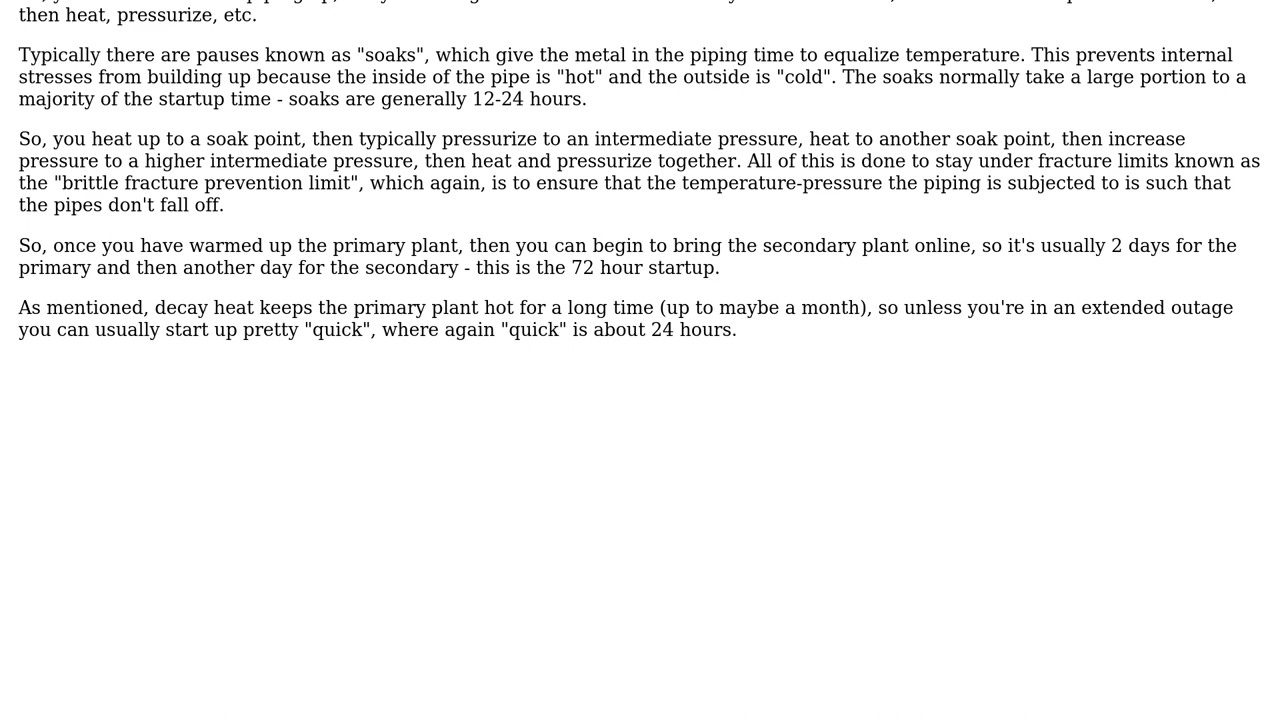 then heat, pressurize, etc.
Typically there are pauses known as "soaks", which give the metal in the piping time to equalize temperature. This prevents internal
stresses from building up because the inside of the pipe is "hot" and the outside is "cold". The soaks normally take a large portion to a
majority of the startup time - soaks are generally 12-24 hours.
So, you heat up to a soak point, then typically pressurize to an intermediate pressure, heat to another soak point, then increase
pressure to a higher intermediate pressure, then heat and pressurize together. All of this is done to stay under fracture limits known as
the "brittle fracture prevention limit", which again, is to ensure that the temperature-pressure the piping is subjected to is such that
the pipes don't fall off.
So, once you have warmed up the primary plant, then you can begin to bring the secondary plant online, so it's usually 2 days for the
primary and then another day for the secondary - this is the 72 hour startup.
As mentioned, decay heat keeps the primary plant hot for a long time (up to maybe a month), so unless you're in an extended outage
you can usually start up pretty "quick", where again "quick" is about 24 hours.